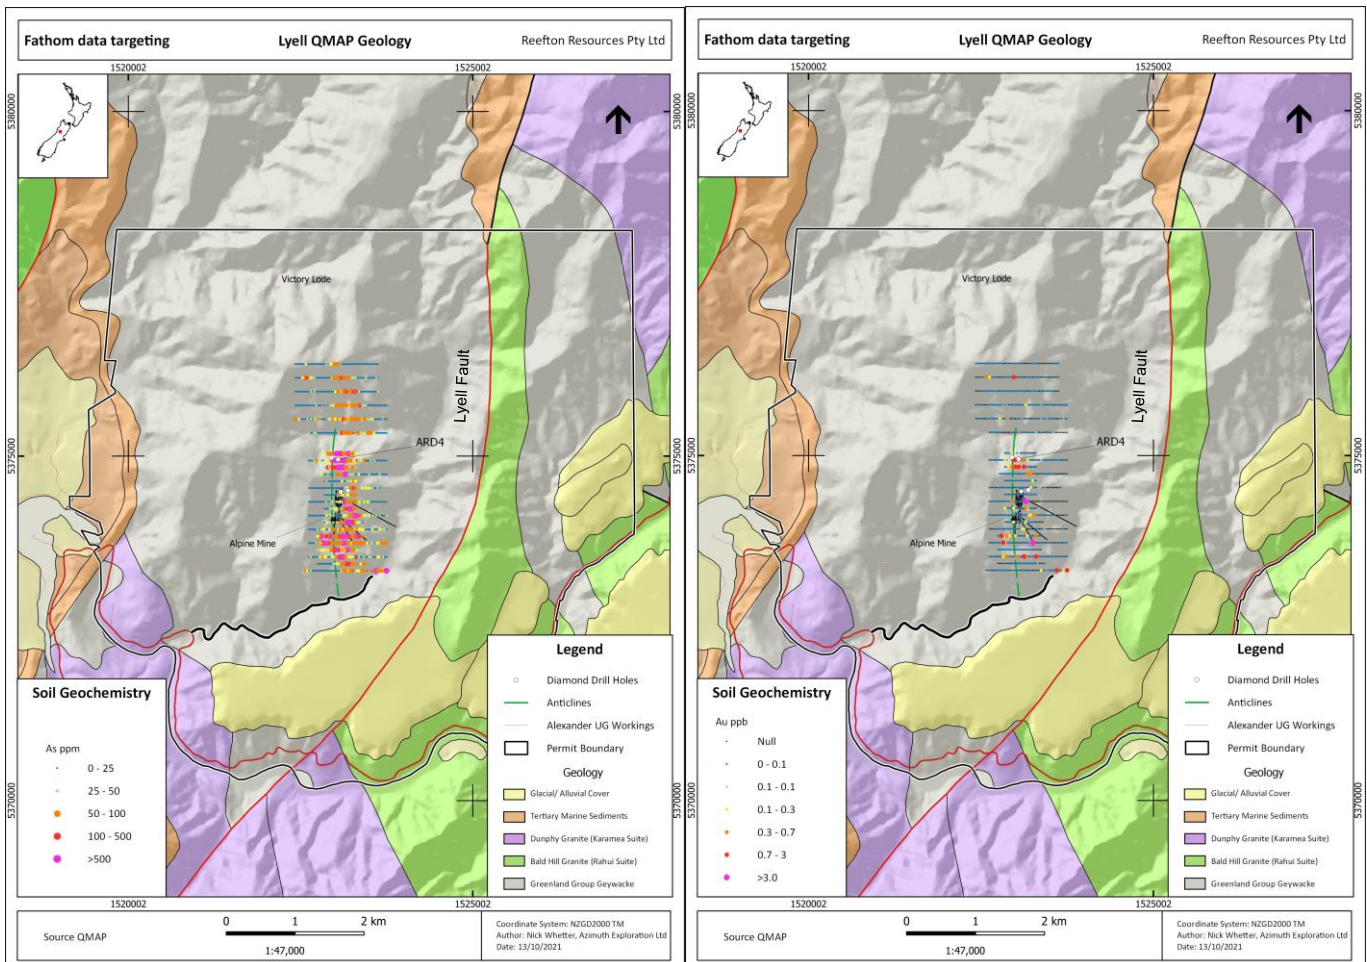 Fathom data targeting
Lyell QMAP Geology
Reefton Resources Pty Ltd
1520002
1525002
5380000
5380000
Victory Lode
Lyell Fault
ARD4
5375000
5375000
Alpine Mine
Soil Geochemistry
As ppm
0 - 25
25 - 50
50 - 100
100 - 500
>500
Legend
Diamond Drill Holes
Anticlines
Alexander UG Workings
Permit Boundary
Geology
Glacial/ Alluvial Cover
Tertiary Marine Sediments
Dunphy Granite (Karamea Suite)
Bald Hill Granite (Rahui Suite)
Greenland Group Geywacke
5370000
5370000
1520002
1525002
Source QMAP
0 1 2 km
1:47,000
Coordinate System: NZGD2000 TM
Author: Nick Whetter, Azimuth Exploration Ltd
Date: 13/10/2021
Fathom data targeting
Lyell QMAP Geology
Reefton Resources Pty Ltd
1520002
1525002
5380000
5380000
Victory Lode
Lyell Fault
ARD4
5375000
5375000
Alpine Mine
Soil Geochemistry
Au ppb
Null
0 - 0.1
0.1 - 0.1
0.1 - 0.3
0.3 - 0.7
0.7 - 3
>3.0
Legend
Diamond Drill Holes
Anticlines
Alexander UG Workings
Permit Boundary
Geology
Glacial/ Alluvial Cover
Tertiary Marine Sediments
Dunphy Granite (Karamea Suite)
Bald Hill Granite (Rahui Suite)
Greenland Group Geywacke
5370000
5370000
1520002
1525002
Source QMAP
0 1 2 km
1:47,000
Coordinate System: NZGD2000 TM
Author: Nick Whetter, Azimuth Exploration Ltd
Date: 13/10/2021